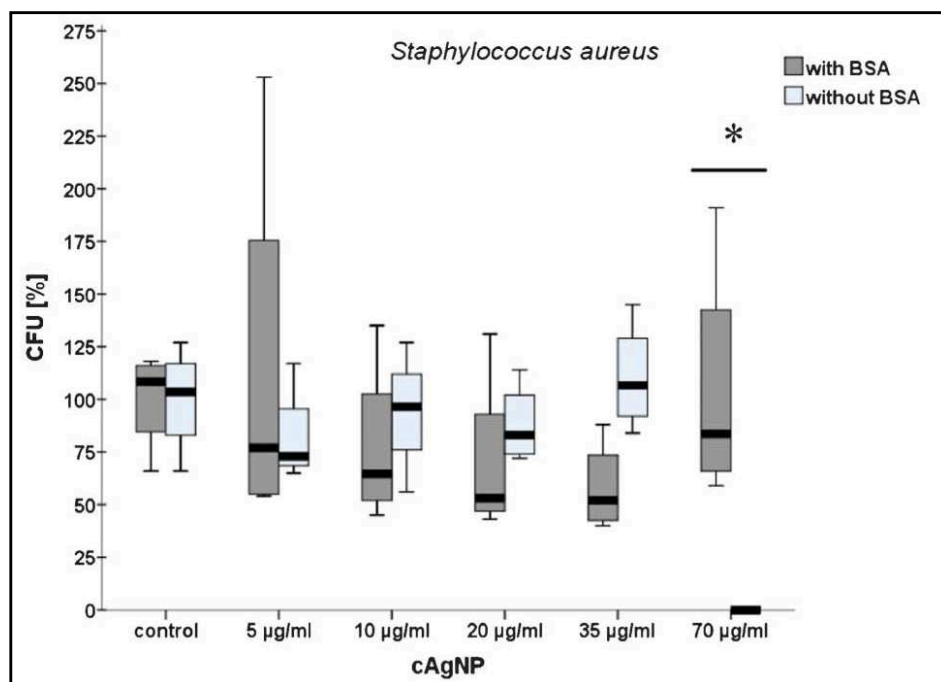 Staphylococcus aureus
with BSA
without BSA
*
CFU [%]
275
250
225
200
175
150
125
100
75
50
25
0
control 5 µg/ml 10 µg/ml 20 µg/ml 35 µg/ml 70 µg/ml
cAgNP